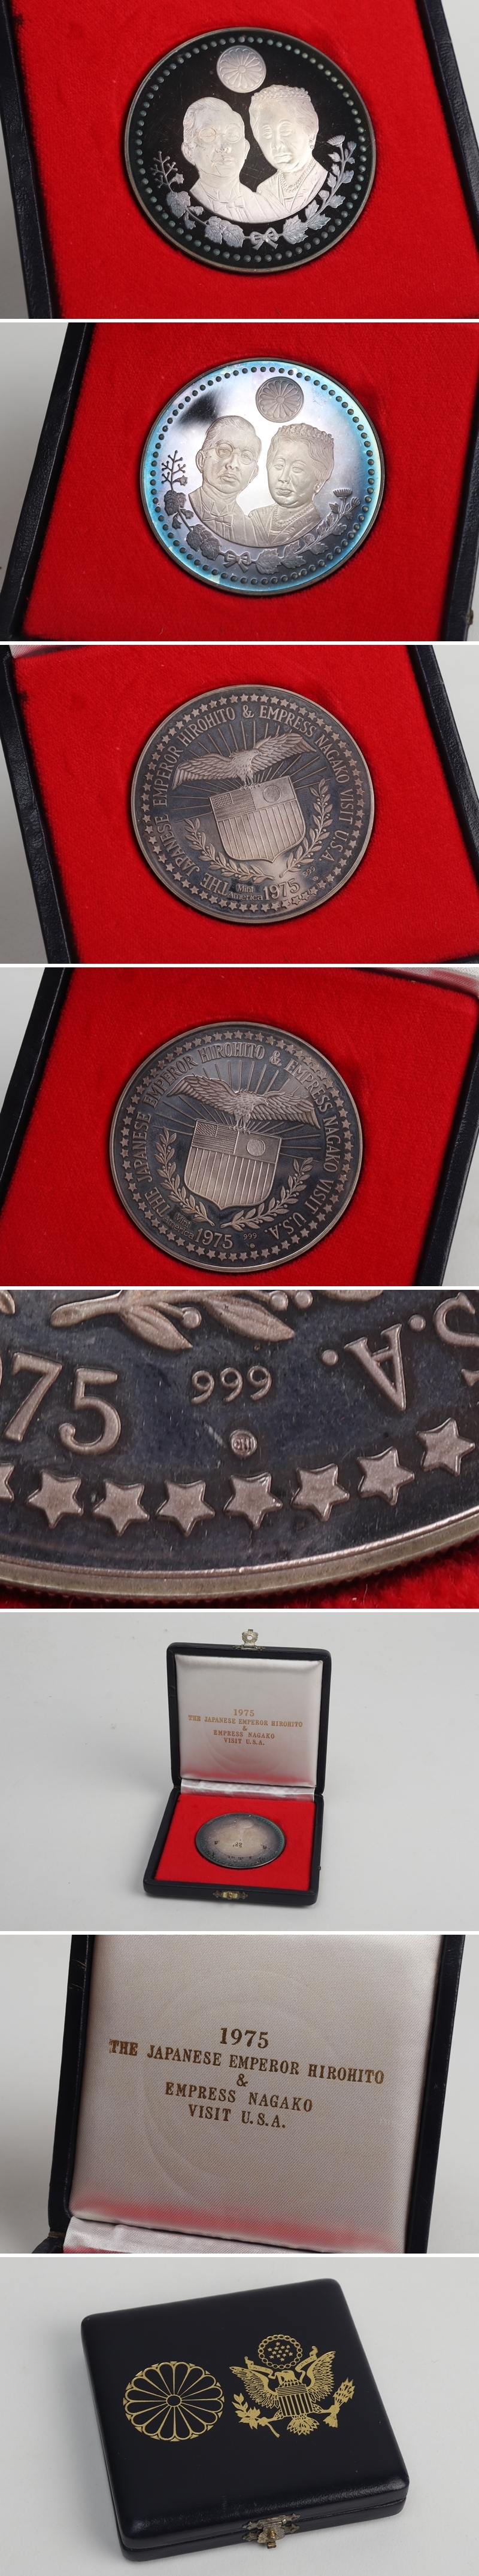 THE JAPANESE EMPEROR HIROHITO & EMPRESS NAGAKO VISIT U.S.A.
Mint
America 1975
THE JAPANESE EMPEROR HIROHITO & EMPRESS NAGAKO VISIT U.S.A.
1975 999
75 999 S.A.
1975
THE JAPANESE EMPEROR HIROHITO
&
EMPRESS NAGAKO
VISIT U.S.A.
1975
THE JAPANESE EMPEROR HIROHITO
&
EMPRESS NAGAKO
VISIT U.S.A.